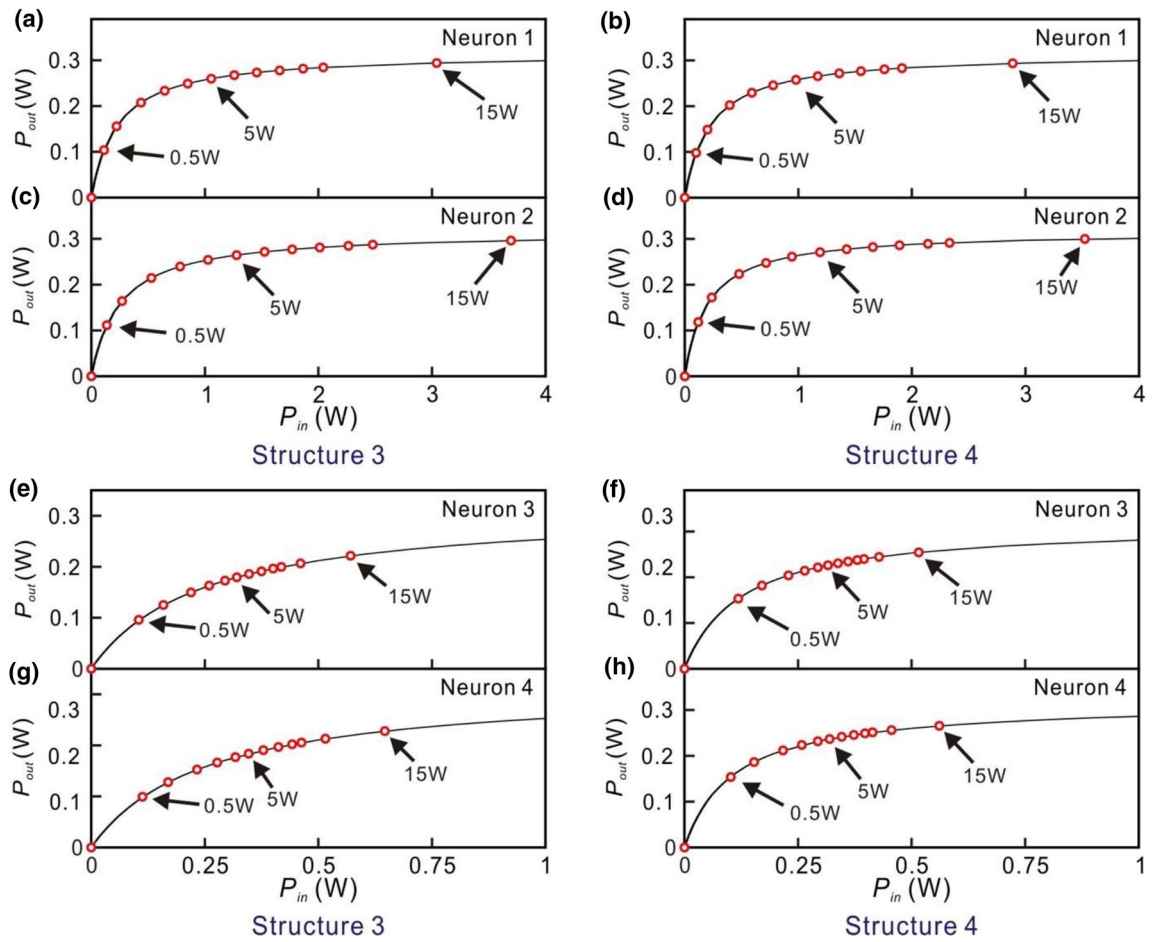 (a)
P_out (W)
0.3
0.2
0.1
0
Neuron 1
0.5W
5W
15W
(b)
P_out (W)
0.3
0.2
0.1
0
Neuron 1
0.5W
5W
15W
(c)
P_out (W)
0.3
0.2
0.1
0
Neuron 2
0.5W
5W
15W
0 1 2 3 4
P_in (W)
Structure 3
(d)
P_out (W)
0.3
0.2
0.1
0
Neuron 2
0.5W
5W
15W
0 1 2 3 4
P_in (W)
Structure 4
(e)
P_out (W)
0.3
0.2
0.1
0
Neuron 3
0.5W
5W
15W
(f)
P_out (W)
0.3
0.2
0.1
0
Neuron 3
0.5W
5W
15W
(g)
P_out (W)
0.3
0.2
0.1
0
Neuron 4
0.5W
5W
15W
0 0.25 0.5 0.75 1
P_in (W)
Structure 3
(h)
P_out (W)
0.3
0.2
0.1
0
Neuron 4
0.5W
5W
15W
0 0.25 0.5 0.75 1
P_in (W)
Structure 4